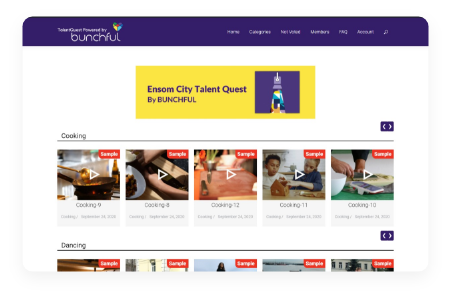 TalentQuest Powered by
bunchful
Home Categories Not Voted Members FAQ Account
Ensom City Talent Quest
By BUNCHFUL
Cooking
Sample Sample Sample Sample Sample
Cooking-9 Cooking-8 Cooking-12 Cooking-11 Cooking-10
Cooking / September 24, 2020 Cooking / September 24, 2020 Cooking / September 24, 2020 Cooking / September 24, 2020 Cooking / September 24, 2020
Dancing
Sample Sample Sample Sample Sample